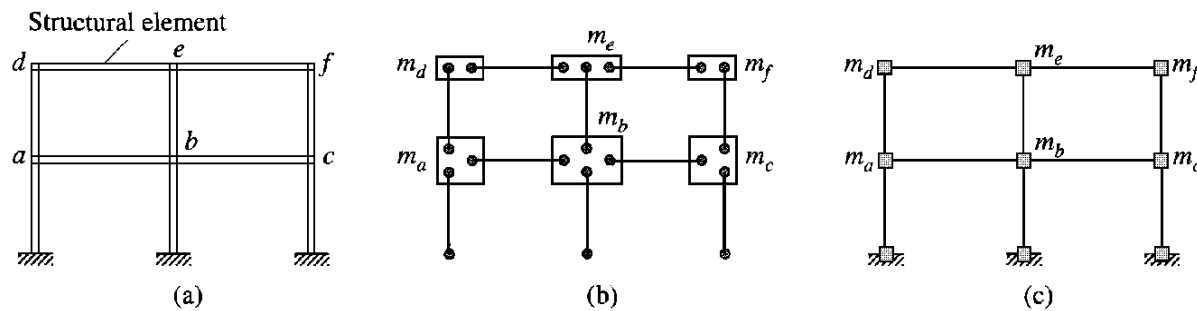 Structural element
d e f
a b c
(a)
m_d m_e m_f
m_a m_b m_c
(b)
m_d m_e m_f
m_a m_b m_c
(c)